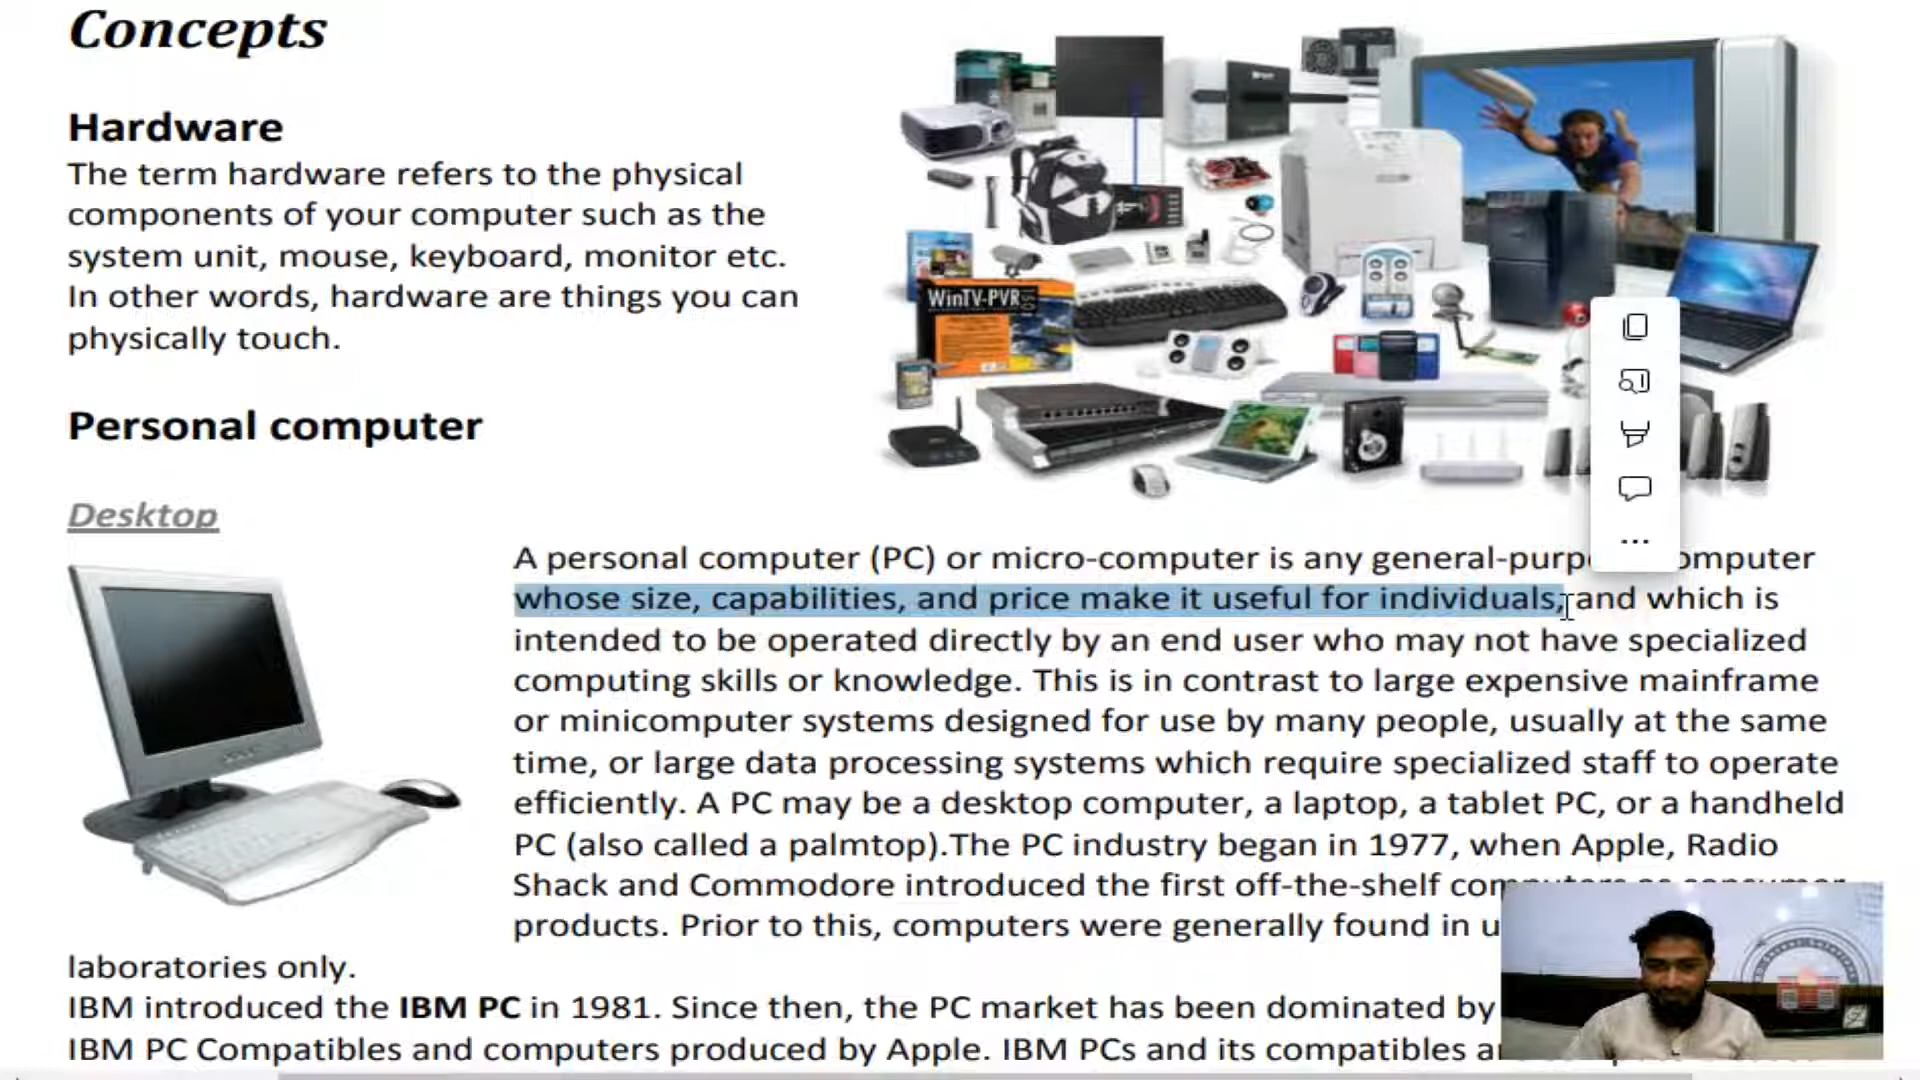 Concepts
Hardware
The term hardware refers to the physical
components of your computer such as the
system unit, mouse, keyboard, monitor etc.
In other words, hardware are things you can
physically touch.
WinTV-PVR
Personal computer
Desktop
A personal computer (PC) or micro-computer is any general-purp omputer
whose size, capabilities, and price make it useful for individuals, and which is
intended to be operated directly by an end user who may not have specialized
computing skills or knowledge. This is in contrast to large expensive mainframe
or minicomputer systems designed for use by many people, usually at the same
time, or large data processing systems which require specialized staff to operate
efficiently. A PC may be a desktop computer, a laptop, a tablet PC, or a handheld
PC (also called a palmtop).The PC industry began in 1977, when Apple, Radio
Shack and Commodore introduced the first off-the-shelf computers as consumer
products. Prior to this, computers were generally found in u
laboratories only.
IBM introduced the IBM PC in 1981. Since then, the PC market has been dominated by
IBM PC Compatibles and computers produced by Apple. IBM PCs and its compatibles